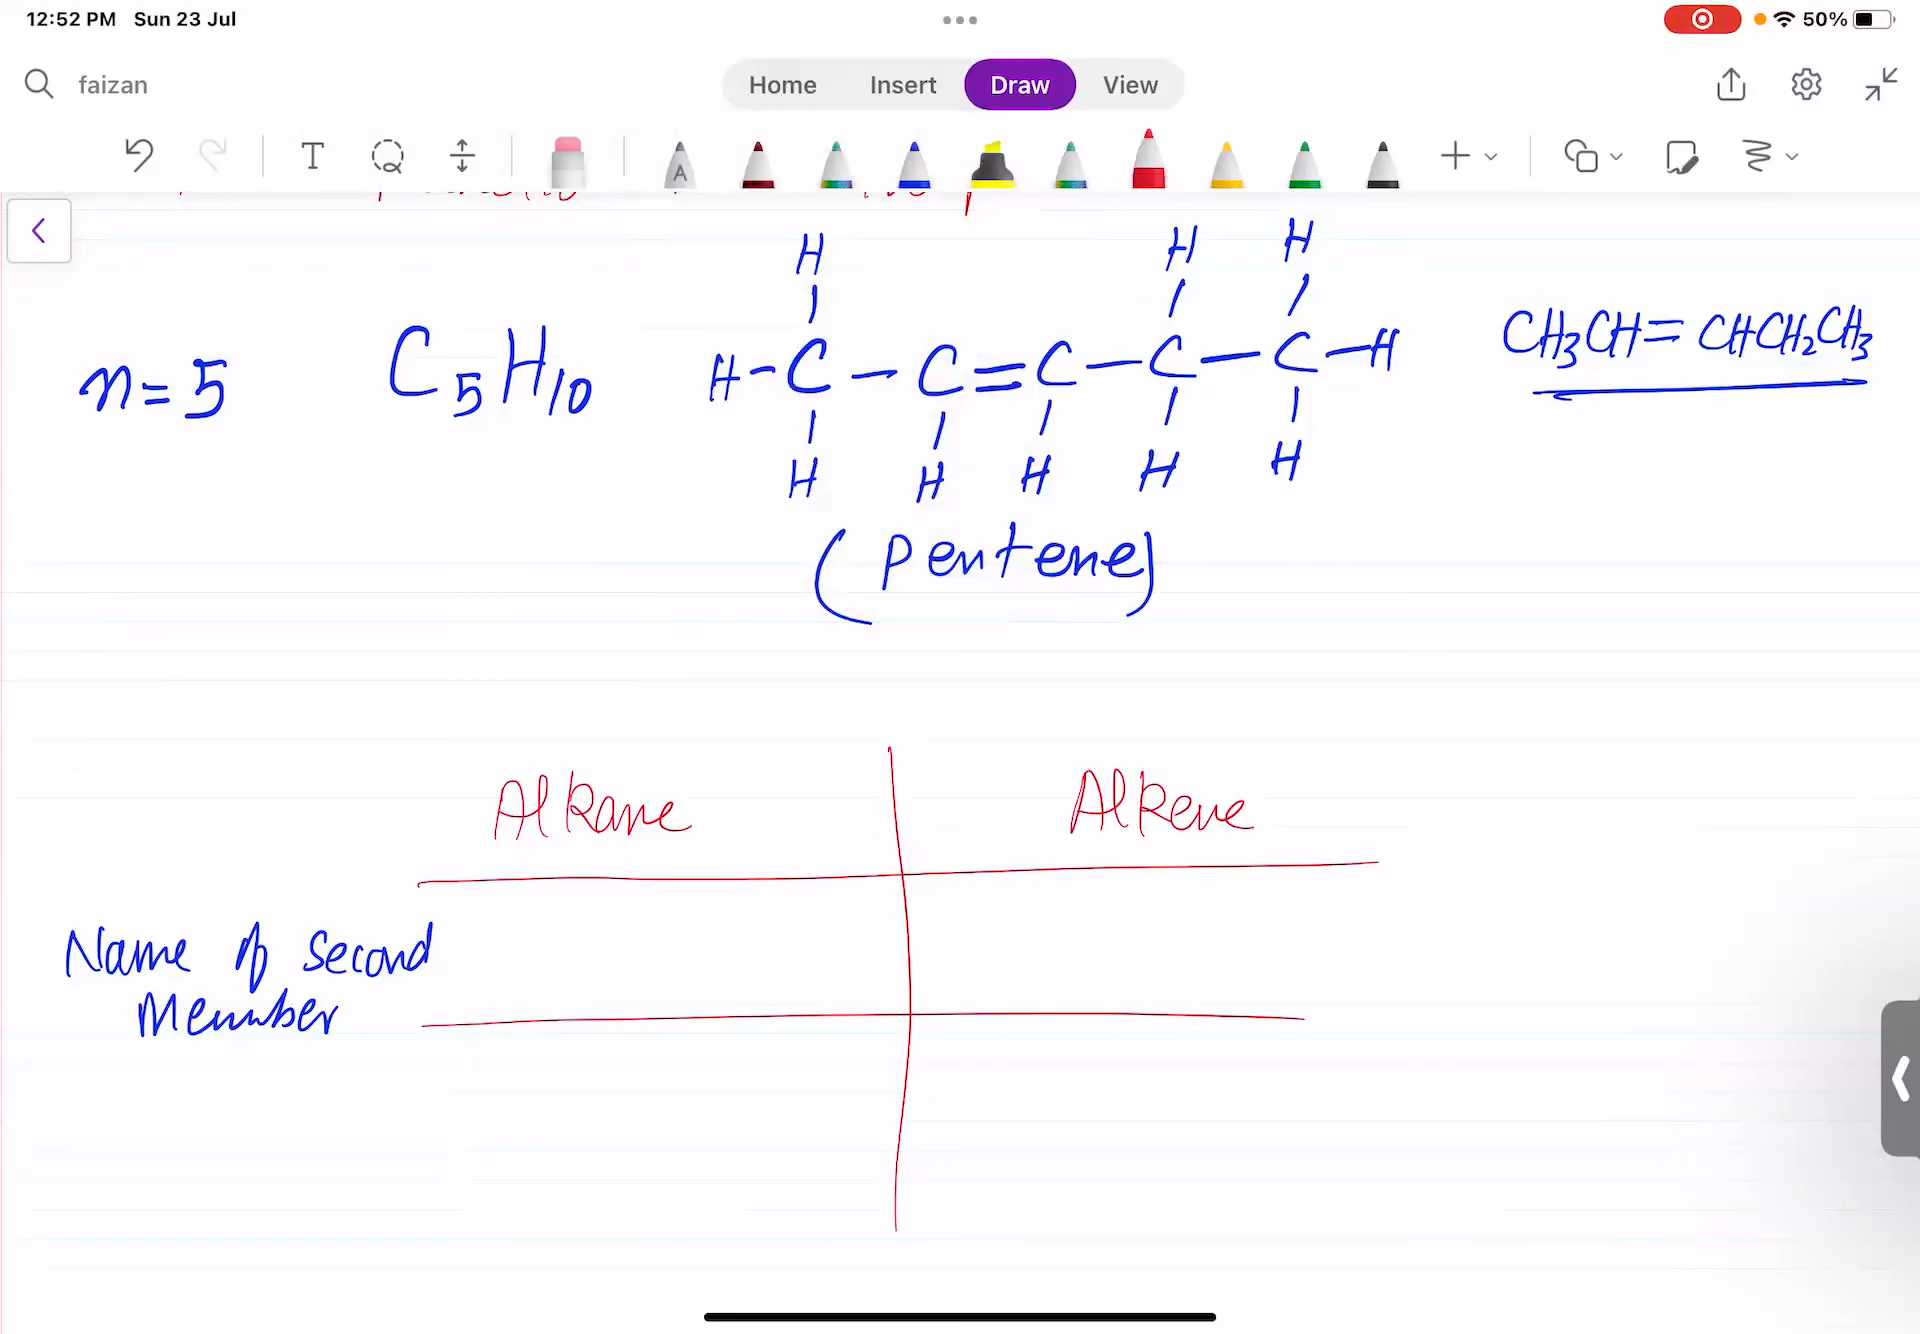 12:52 PM Sun 23 Jul
50%
faizan
Home Insert Draw View
T
A
H H H
n=5 C5H10 H-C-C=C-C-C-H CH3CH=CHCH2CH3
H H H H H
(pentene)
Alkane Alkene
Name of second
Member